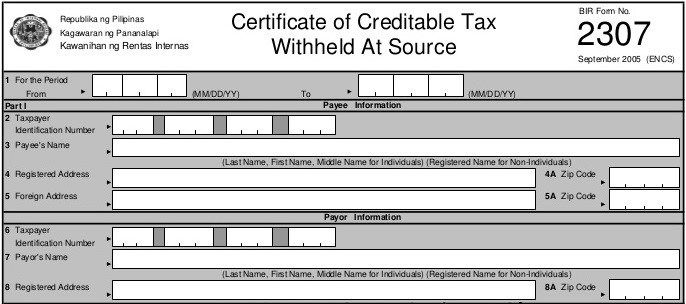 Republika ng Pilipinas
Kagawaran ng Pananalapi
Kawanihan ng Rentas Internas
Certificate of Creditable Tax
Withheld At Source
BIR Form No.
2307
September 2005 (ENCS)
1 For the Period
From (MM/DD/YY) To (MM/DD/YY)
Part I Payee Information
2 Taxpayer
Identification Number
3 Payee's Name
(Last Name, First Name, Middle Name for Individuals) (Registered Name for Non-Individuals)
4 Registered Address 4A Zip Code
5 Foreign Address 5A Zip Code
Payor Information
6 Taxpayer
Identification Number
7 Payor's Name
(Last Name, First Name, Middle Name for Individuals) (Registered Name for Non-Individuals)
8 Registered Address 8A Zip Code